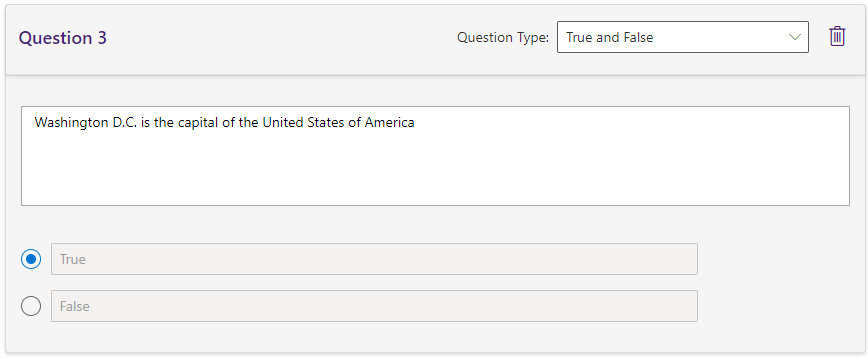 Question 3
Question Type: True and False
Washington D.C. is the capital of the United States of America
True
False